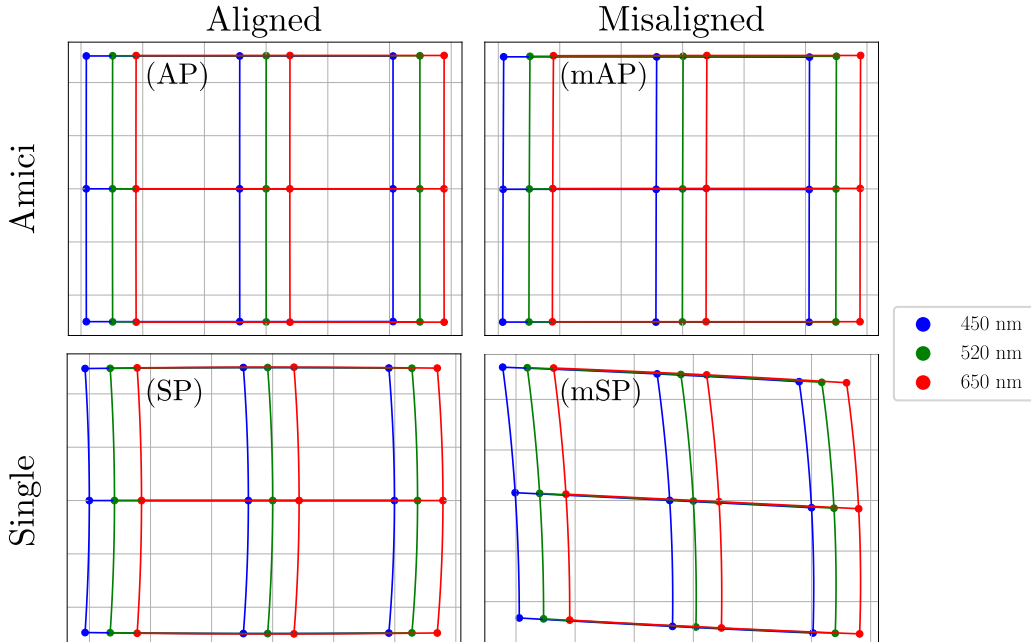 Aligned
Misaligned
Amici
(AP)
(mAP)
Single
(SP)
(mSP)
450 nm
520 nm
650 nm